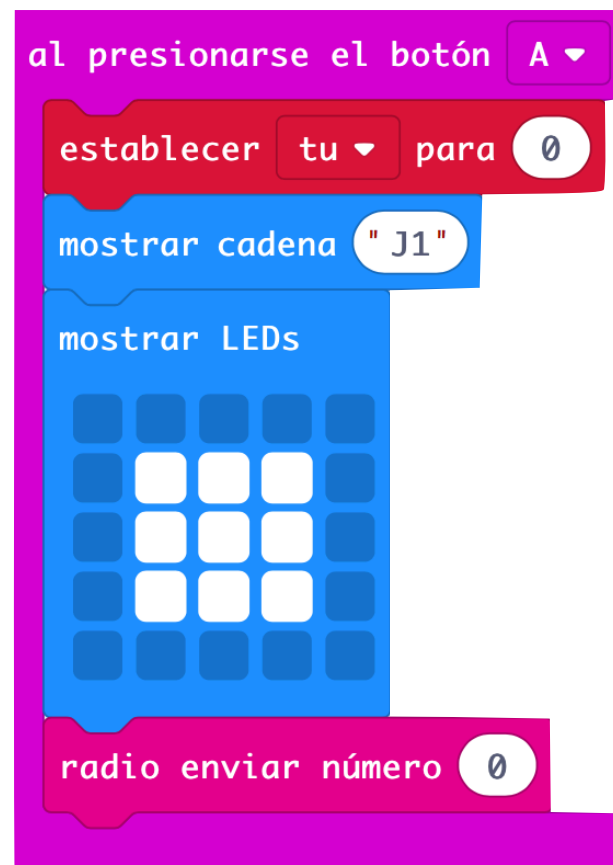 al presionarse el botón A
establecer tu para 0
mostrar cadena "J1"
mostrar LEDs
radio enviar número 0